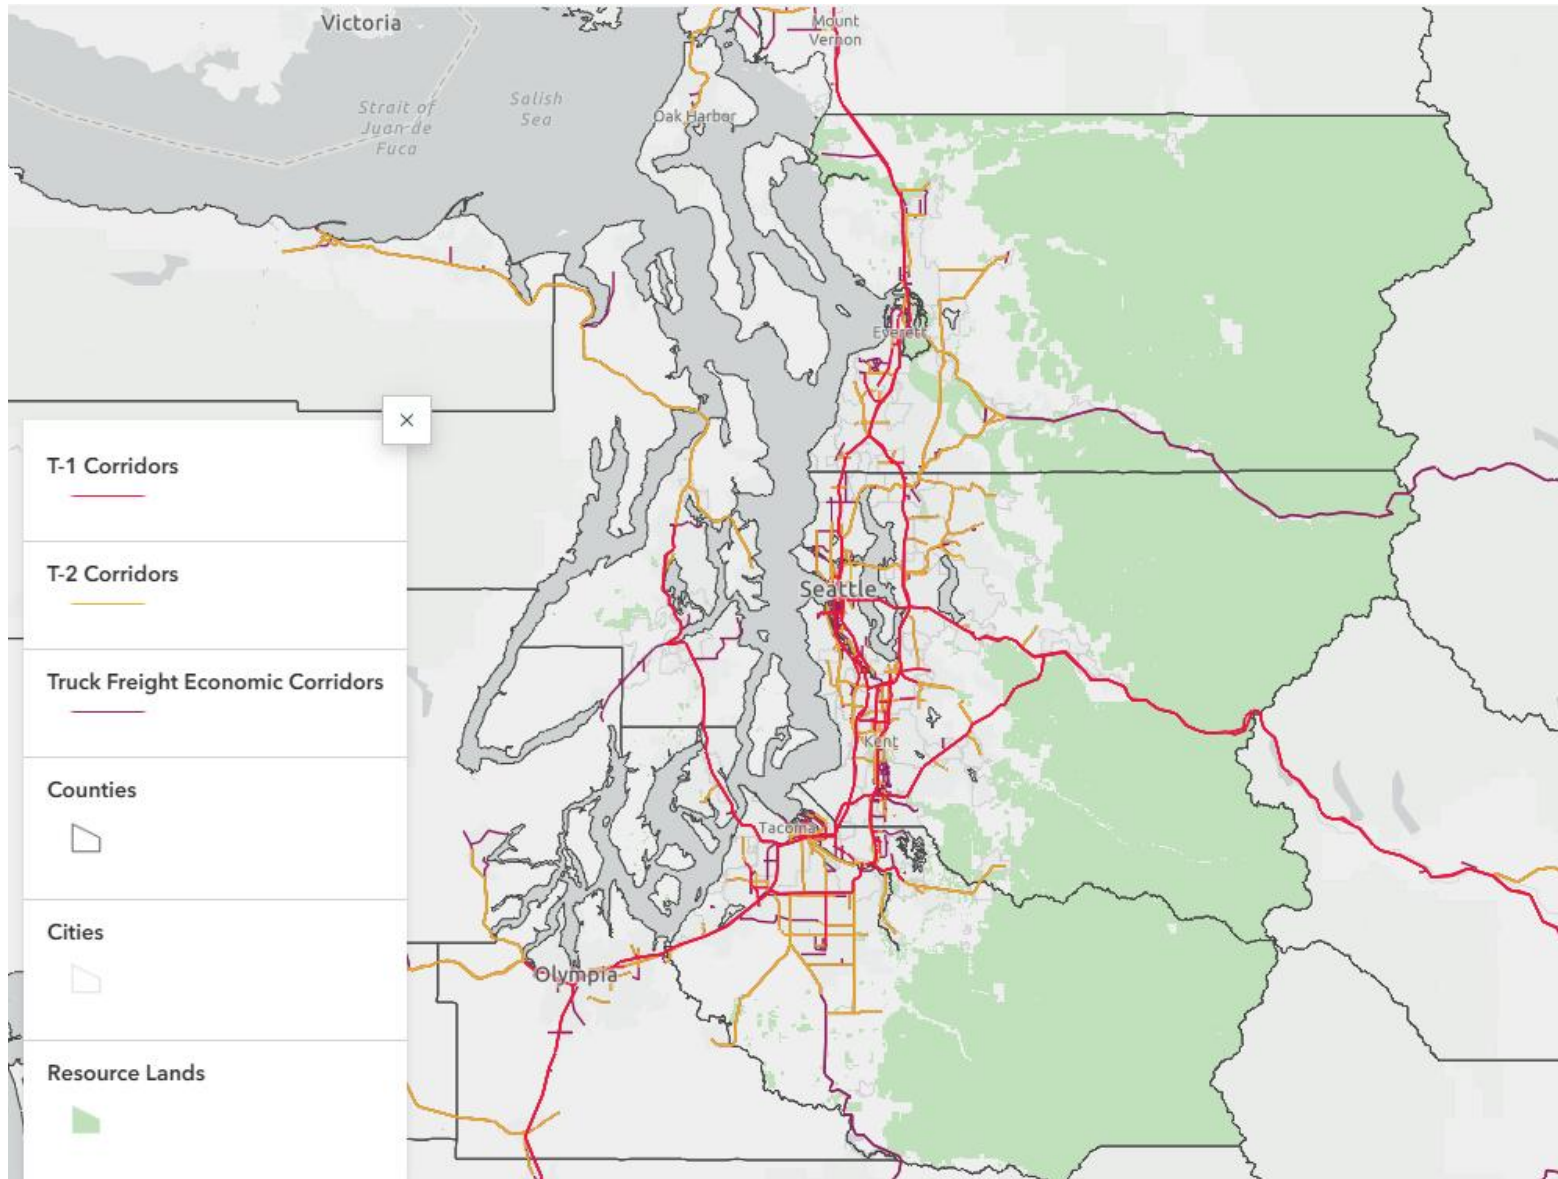 Victoria
Mount
Vernon
Strait of
Juan de
Fuca
Salish
Sea
Oak Harbor
Everett
×
T-1 Corridors
T-2 Corridors
Seattle
Truck Freight Economic Corridors
Kent
Counties
Tacoma
Cities
Olympia
Resource Lands